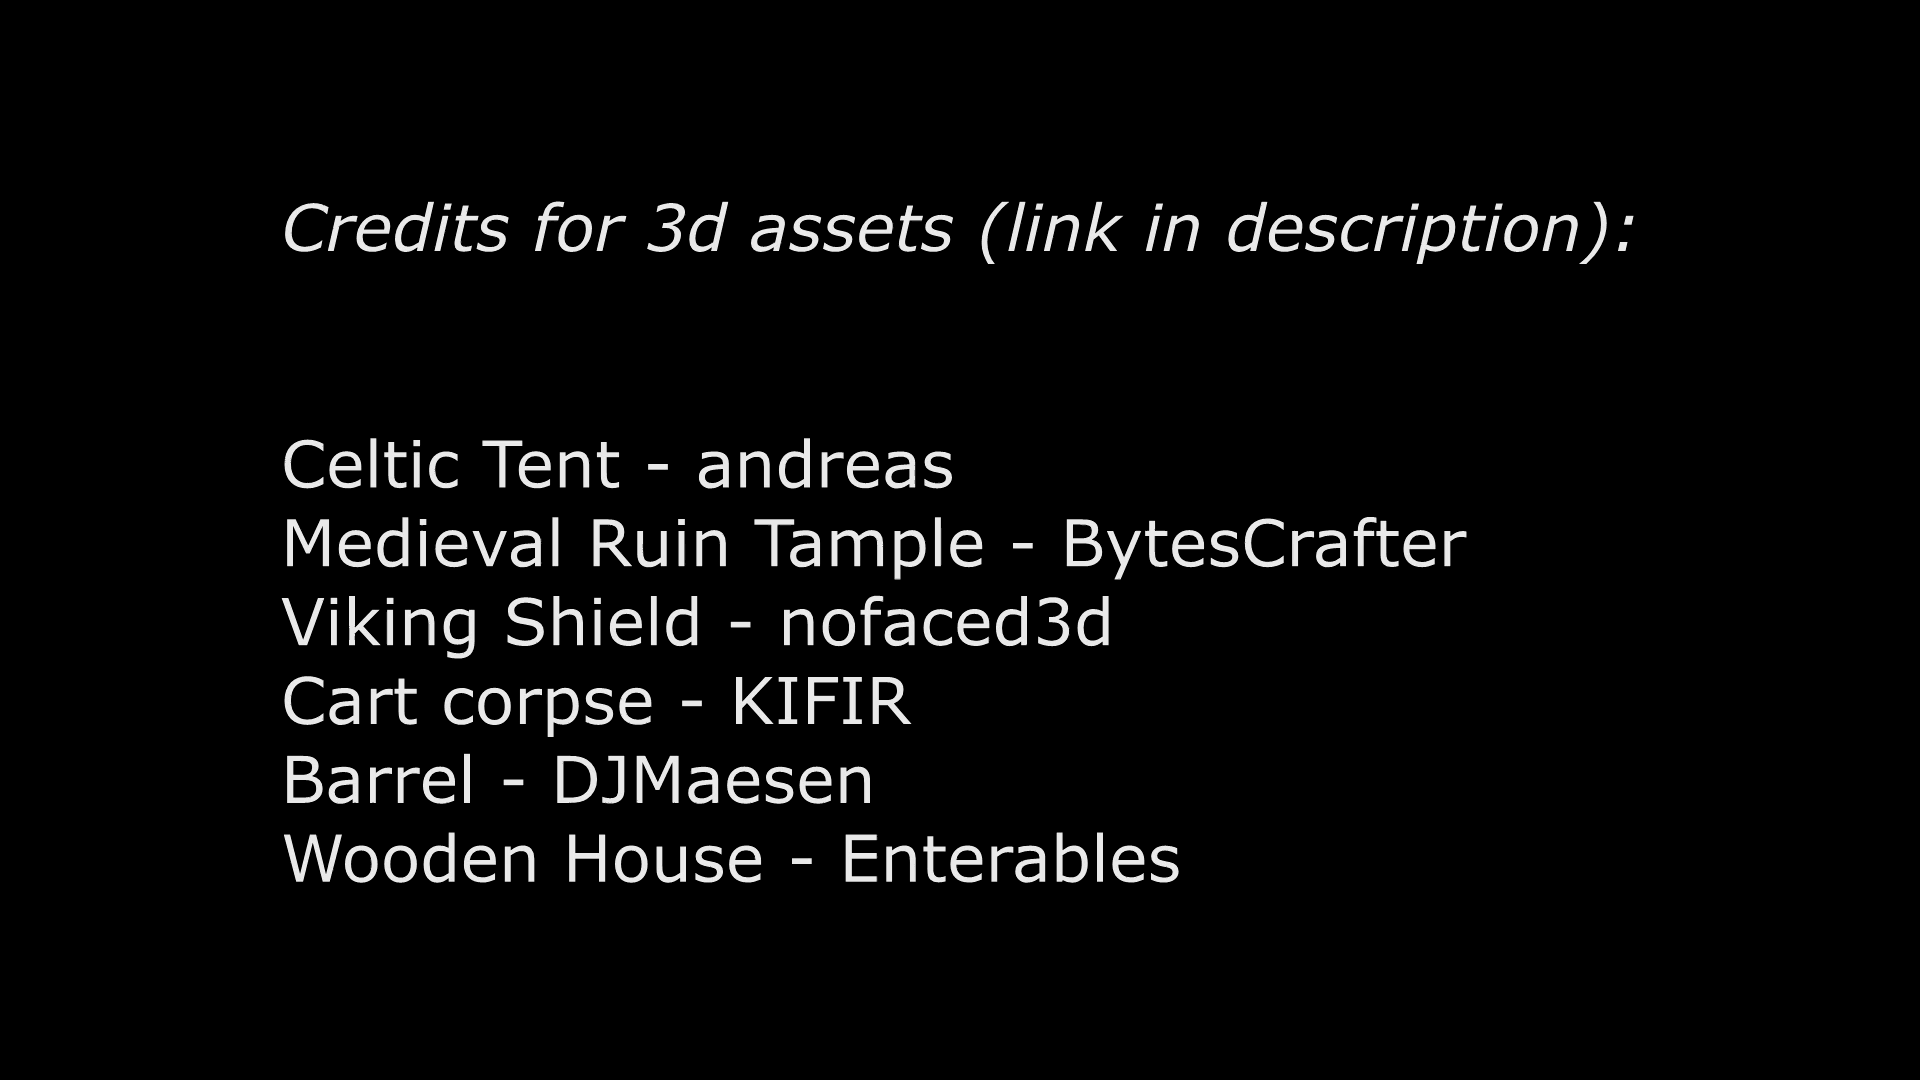 Credits for 3d assets (link in description):
Celtic Tent - andreas
Medieval Ruin Tample - BytesCrafter
Viking Shield - nofaced3d
Cart corpse - KIFIR
Barrel - DJMaesen
Wooden House - Enterables